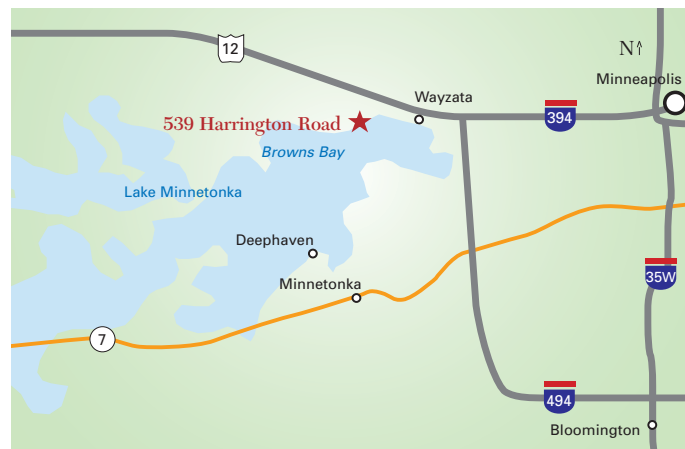 12
N
Minneapolis
Wayzata
394
539 Harrington Road
Browns Bay
Lake Minnetonka
Deephaven
35W
Minnetonka
7
494
Bloomington